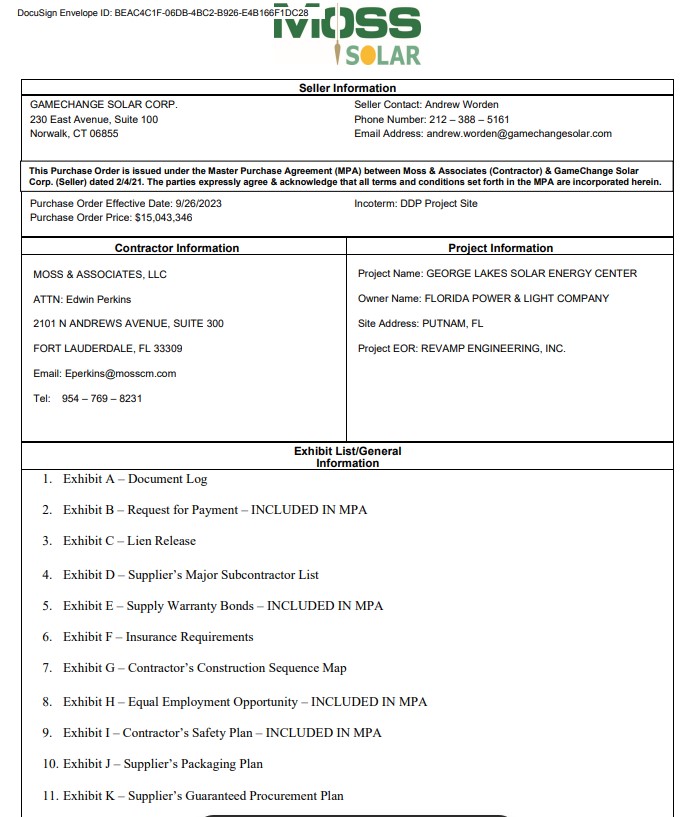 DocuSign Envelope ID: BEAC4C1F-06DB-4BC2-B926-E4B166F1DC28
MOSS
SOLAR
Seller Information
GAMECHANGE SOLAR CORP.
230 East Avenue, Suite 100
Norwalk, CT 06855
Seller Contact: Andrew Worden
Phone Number: 212 – 388 – 5161
Email Address: andrew.worden@gamechangesolar.com
This Purchase Order is issued under the Master Purchase Agreement (MPA) between Moss & Associates (Contractor) & GameChange Solar
Corp. (Seller) dated 2/4/21. The parties expressly agree & acknowledge that all terms and conditions set forth in the MPA are incorporated herein.
Purchase Order Effective Date: 9/26/2023
Purchase Order Price: $15,043,346
Incoterm: DDP Project Site
Contractor Information
MOSS & ASSOCIATES, LLC
ATTN: Edwin Perkins
2101 N ANDREWS AVENUE, SUITE 300
FORT LAUDERDALE, FL 33309
Email: Eperkins@mosscm.com
Tel: 954 – 769 – 8231
Project Information
Project Name: GEORGE LAKES SOLAR ENERGY CENTER
Owner Name: FLORIDA POWER & LIGHT COMPANY
Site Address: PUTNAM, FL
Project EOR: REVAMP ENGINEERING, INC.
Exhibit List/General
Information
1. Exhibit A – Document Log
2. Exhibit B – Request for Payment – INCLUDED IN MPA
3. Exhibit C – Lien Release
4. Exhibit D – Supplier's Major Subcontractor List
5. Exhibit E – Supply Warranty Bonds – INCLUDED IN MPA
6. Exhibit F – Insurance Requirements
7. Exhibit G – Contractor's Construction Sequence Map
8. Exhibit H – Equal Employment Opportunity – INCLUDED IN MPA
9. Exhibit I – Contractor's Safety Plan – INCLUDED IN MPA
10. Exhibit J – Supplier's Packaging Plan
11. Exhibit K – Supplier's Guaranteed Procurement Plan